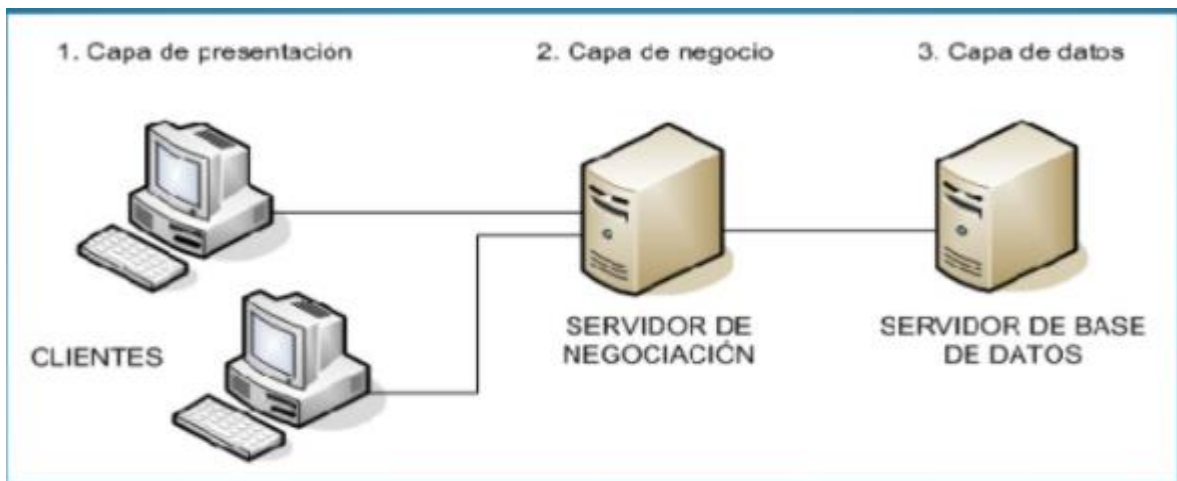 1. Capa de presentación
2. Capa de negocio
3. Capa de datos
CLIENTES
SERVIDOR DE
NEGOCIACIÓN
SERVIDOR DE BASE
DE DATOS